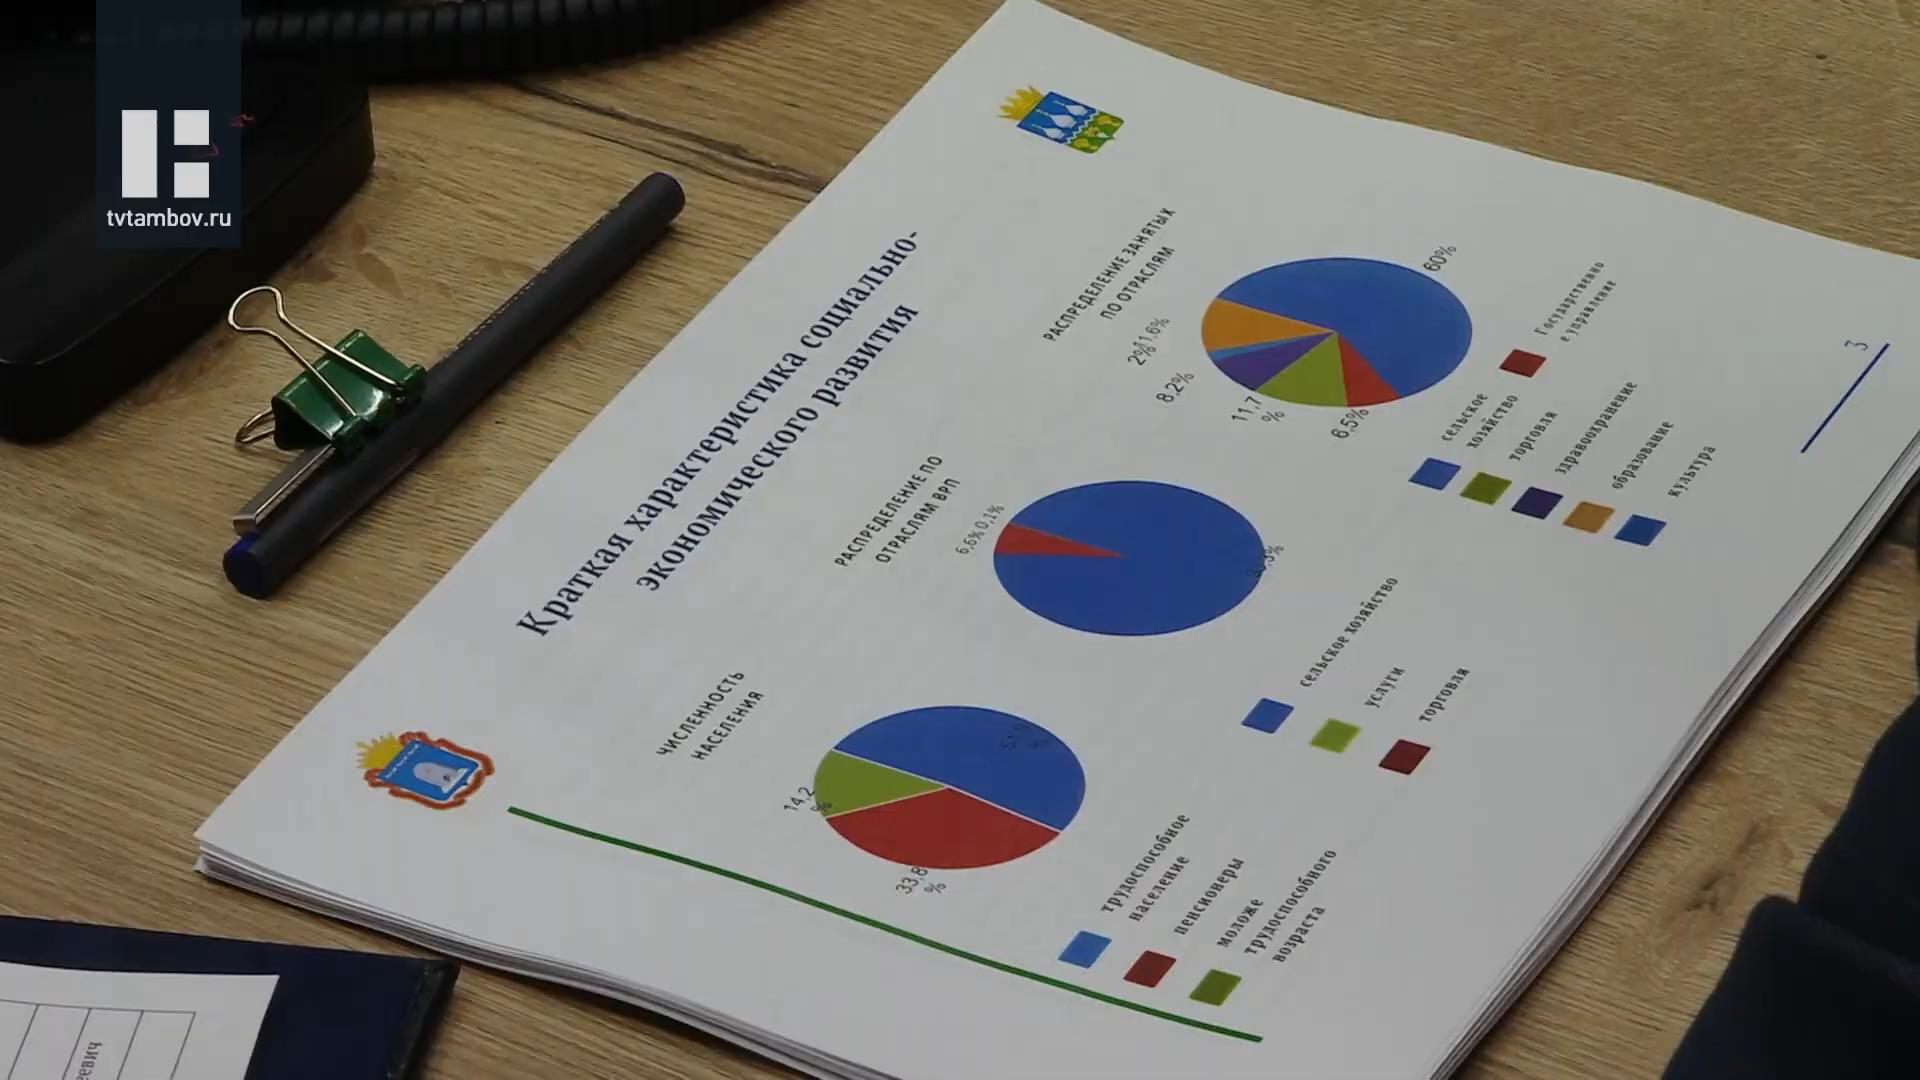 tvtambov.ru
Краткая характеристика социально-
экономического развития
ЧИСЛЕННОСТЬ
НАСЕЛЕНИЯ
14,2
%
33,8
%
трудоспособное
население
пенсионеры
моложе
трудоспособного
возраста
РАСПРЕДЕЛЕНИЕ ПО
ОТРАСЛЯМ ВРП
6,6%
0,1%
сельское хозяйство
услуги
торговля
РАСПРЕДЕЛЕНИЕ ЗАНЯТЫХ
ПО ОТРАСЛЯМ
60%
2%
11,6%
8,2%
11,7
%
6,5%
Государственно
е управление
сельское
хозяйство
торговля
здравоохранение
образование
культура
3